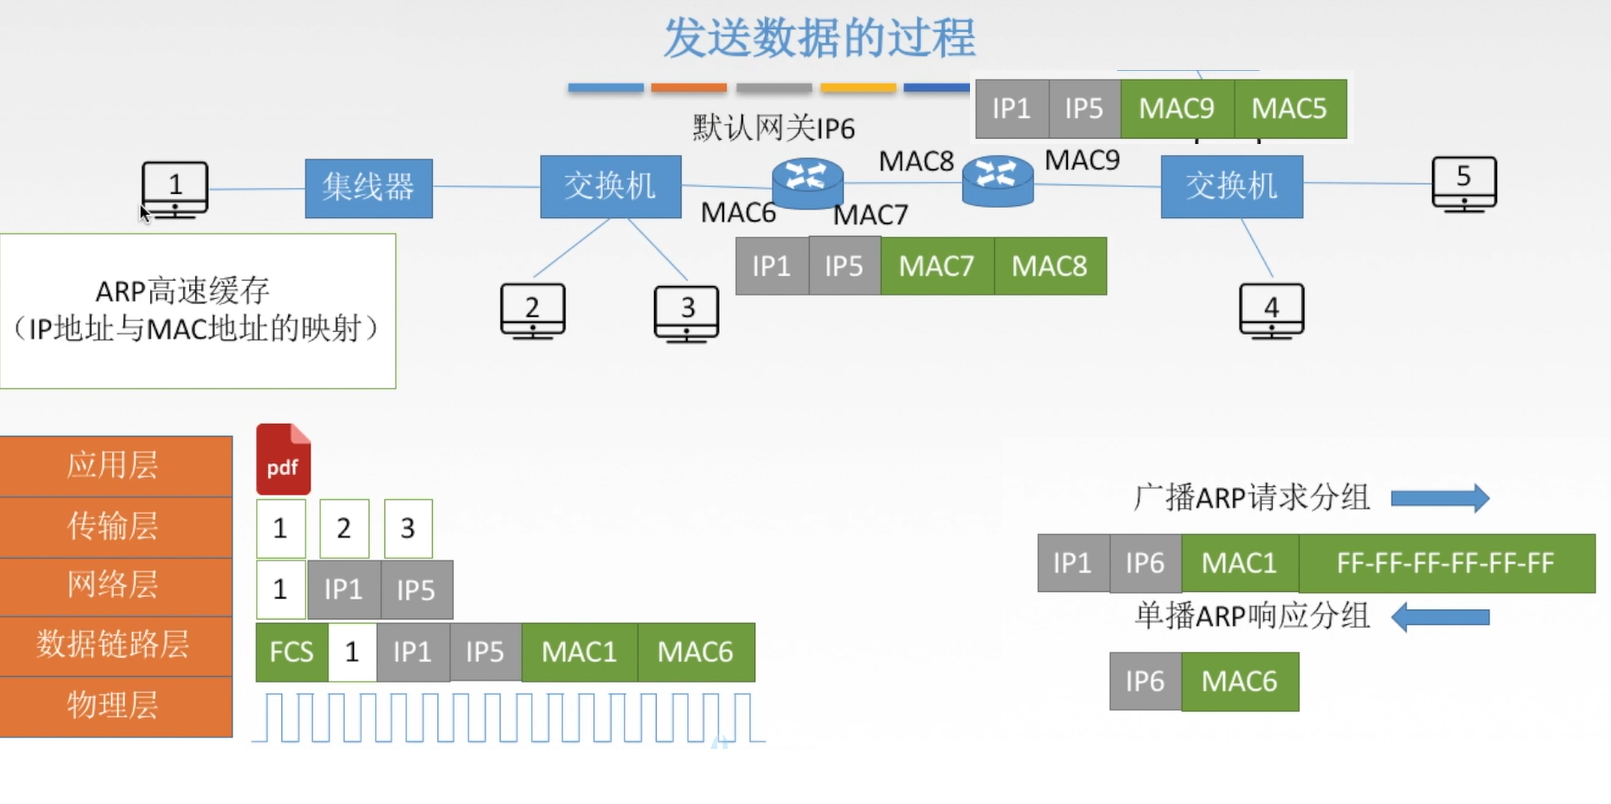 发送数据的过程
IP1 IP5 MAC9 MAC5
默认网关IP6
MAC8 MAC9
1 集线器 交换机 交换机 5
MAC6 MAC7
IP1 IP5 MAC7 MAC8
ARP高速缓存
（IP地址与MAC地址的映射）
2 3 4
应用层 pdf
传输层 1 2 3
网络层 1 IP1 IP5
数据链路层 FCS 1 IP1 IP5 MAC1 MAC6
物理层
广播ARP请求分组
IP1 IP6 MAC1 FF-FF-FF-FF-FF-FF
单播ARP响应分组
IP6 MAC6